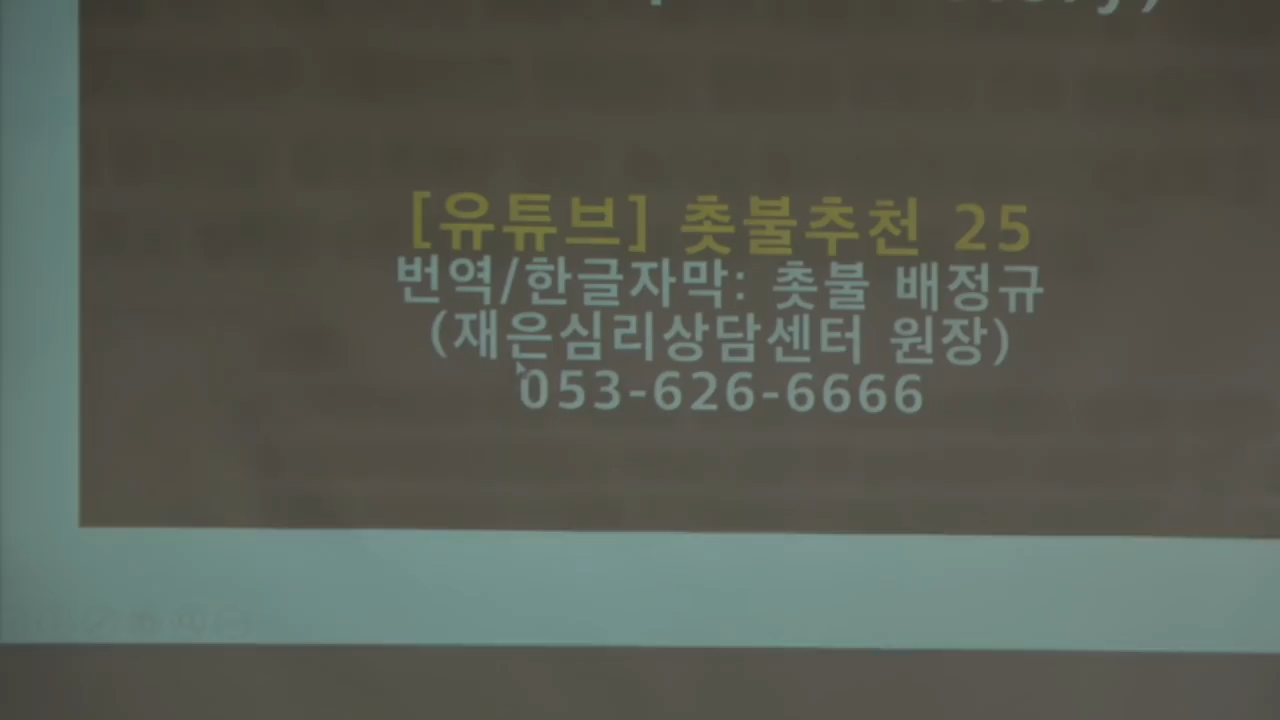 [유튜브] 촛불추천 25
번역/한글자막: 촛불 배정규
(재은심리상담센터 원장)
053-626-6666